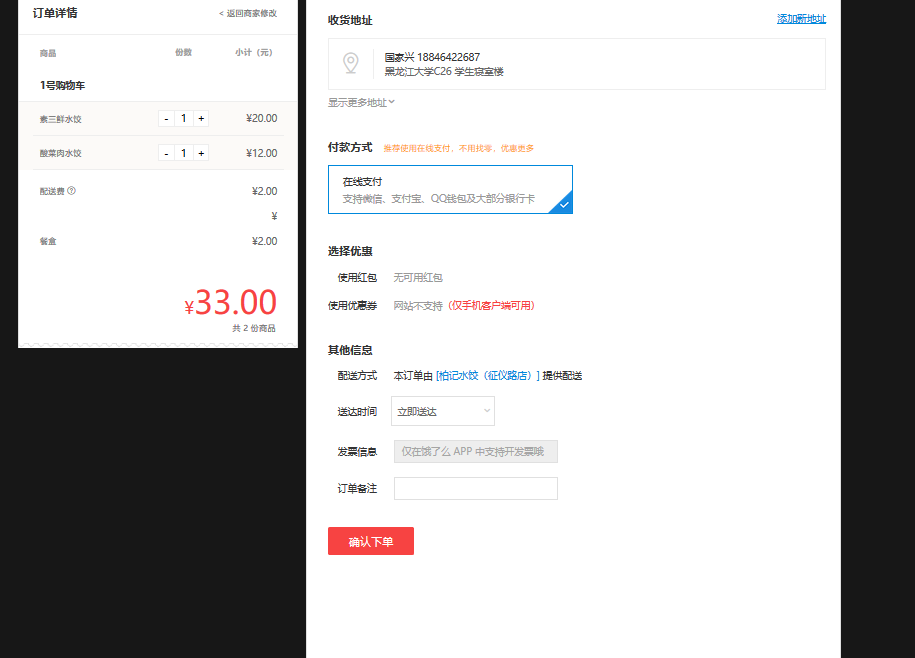 订单详情
< 返回商家修改
商品 份数 小计（元）
1号购物车
素三鲜水饺 - 1 + ¥20.00
酸菜肉水饺 - 1 + ¥12.00
配送费 ? ¥2.00
¥
餐盒 ¥2.00
¥33.00
共 2 份商品
收货地址
添加新地址
国家兴 18846422687
黑龙江大学C26 学生寝室楼
显示更多地址
付款方式 推荐使用在线支付，不用找零，优惠更多
在线支付
支持微信、支付宝、QQ钱包及大部分银行卡
选择优惠
使用红包 无可用红包
使用优惠券 网站不支持（仅手机客户端可用）
其他信息
配送方式 本订单由 [柏记水饺（征仪路店）] 提供配送
送达时间 立即送达
发票信息 仅在饿了么 APP 中支持开发票哦
订单备注
确认下单